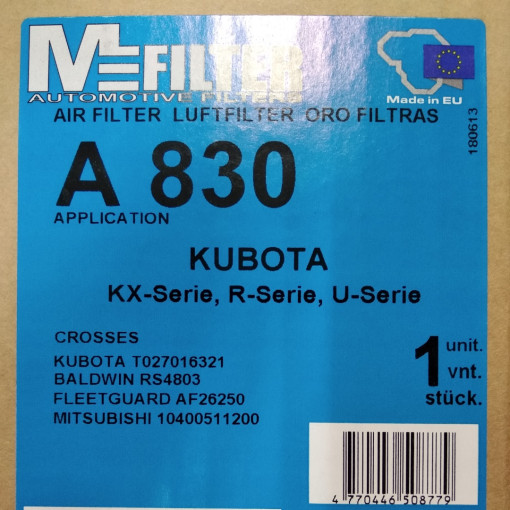 MFILTER
AUTOMOTIVE FILTERS
Made in EU
AIR FILTER LUFTFILTER ORO FILTRAS
180613
A 830
APPLICATION
KUBOTA
KX-Serie, R-Serie, U-Serie
CROSSES
KUBOTA T027016321
BALDWIN RS4803
FLEETGUARD AF26250
MITSUBISHI 10400511200
1 unit.
vnt.
stück.
4 770446 508779